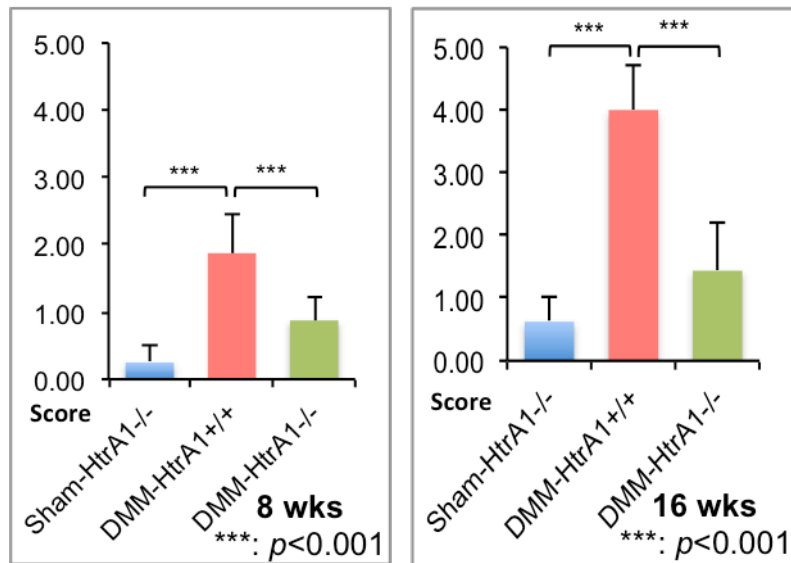 5.00
4.00
3.00
2.00
1.00
0.00
*** ***
Score
Sham-HtrA1-/-
DMM-HtrA1+/+
DMM-HtrA1-/-
8 wks
***: p<0.001
5.00
4.00
3.00
2.00
1.00
0.00
*** ***
Score
Sham-HtrA1-/-
DMM-HtrA1+/+
DMM-HtrA1-/-
16 wks
***: p<0.001